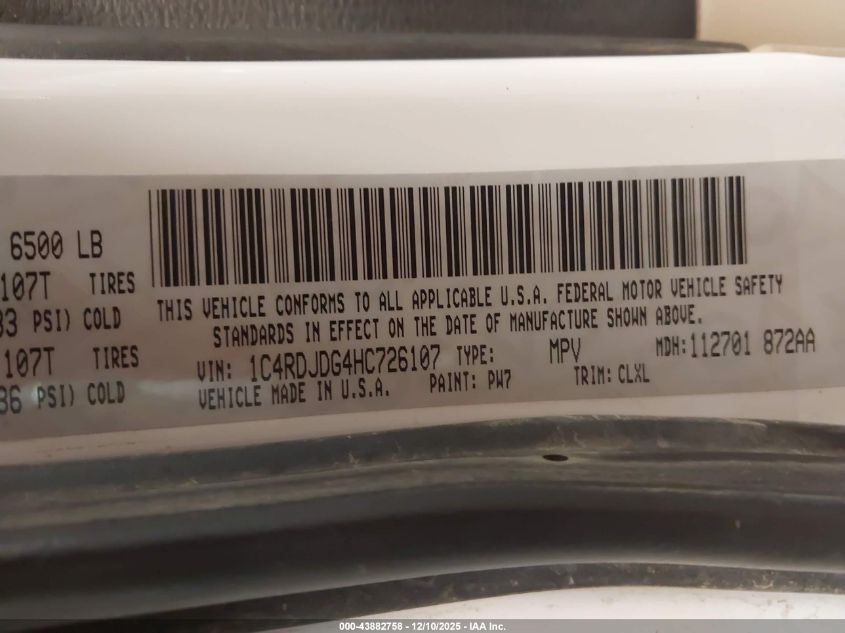 6500 LB
107T TIRES
33 PSI) COLD
107T TIRES
36 PSI) COLD
THIS VEHICLE CONFORMS TO ALL APPLICABLE U.S.A. FEDERAL MOTOR VEHICLE SAFETY
STANDARDS IN EFFECT ON THE DATE OF MANUFACTURE SHOWN ABOVE.
VIN: 1C4RDJDG4HC726107 TYPE: MPV MDH:112701 872AA
VEHICLE MADE IN U.S.A. PAINT: PW7 TRIM: CLXL
000-43882758 - 12/10/2025 - IAA Inc.